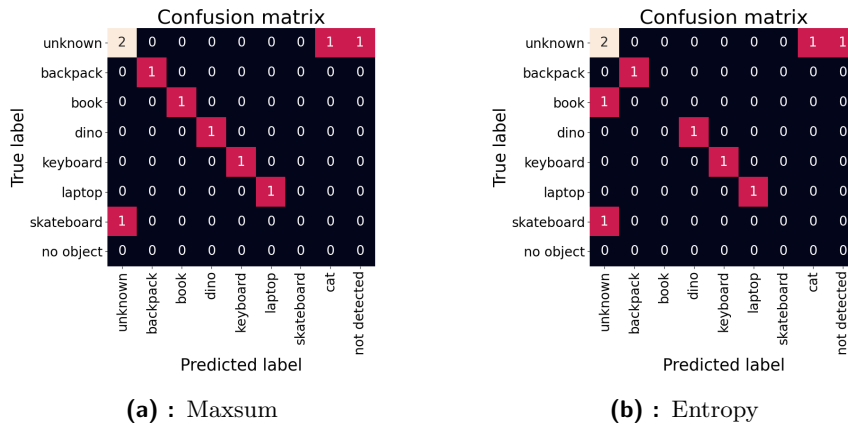 Confusion matrix
True label
unknown 2 0 0 0 0 0 0 1 1
backpack 0 1 0 0 0 0 0 0 0
book 0 0 1 0 0 0 0 0 0
dino 0 0 0 1 0 0 0 0 0
keyboard 0 0 0 0 1 0 0 0 0
laptop 0 0 0 0 0 1 0 0 0
skateboard 1 0 0 0 0 0 0 0 0
no object 0 0 0 0 0 0 0 0 0
unknown
backpack
book
dino
keyboard
laptop
skateboard
cat
not detected
Predicted label
(a) : Maxsum
Confusion matrix
True label
unknown 2 0 0 0 0 0 0 1 1
backpack 0 1 0 0 0 0 0 0 0
book 1 0 0 0 0 0 0 0 0
dino 0 0 0 1 0 0 0 0 0
keyboard 0 0 0 0 1 0 0 0 0
laptop 0 0 0 0 0 1 0 0 0
skateboard 1 0 0 0 0 0 0 0 0
no object 0 0 0 0 0 0 0 0 0
unknown
backpack
book
dino
keyboard
laptop
skateboard
cat
not detected
Predicted label
(b) : Entropy